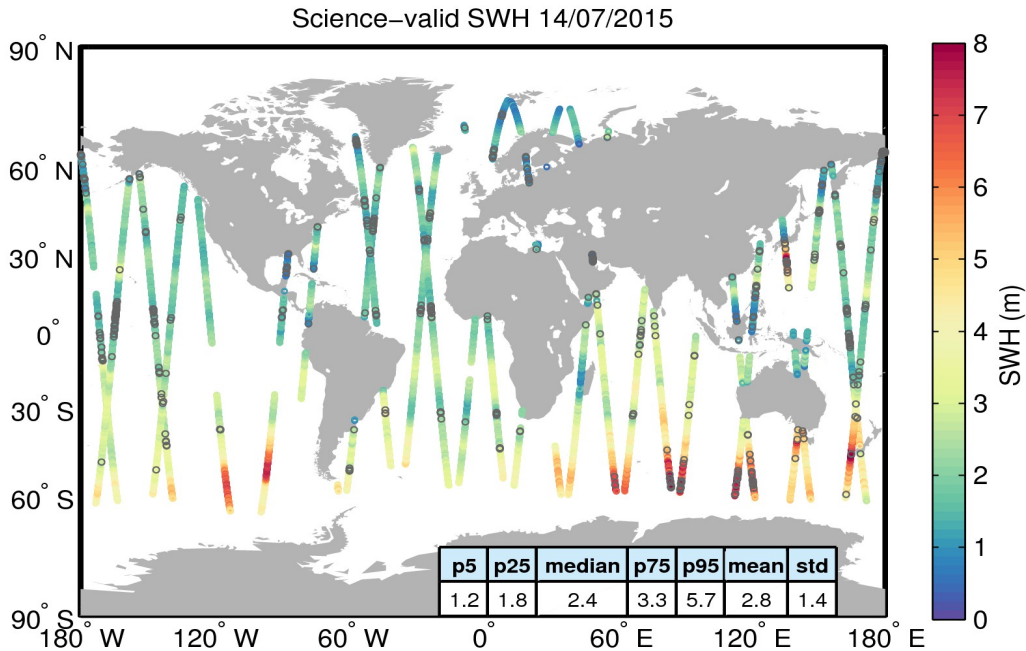 Science−valid SWH 14/07/2015
90° N
60° N
30° N
0°
30° S
60° S
90° S
180° W
120° W
60° W
0°
60° E
120° E
180° E
p5 p25 median p75 p95 mean std
1.2 1.8 2.4 3.3 5.7 2.8 1.4
8
7
6
5
4
3
2
1
0
SWH (m)